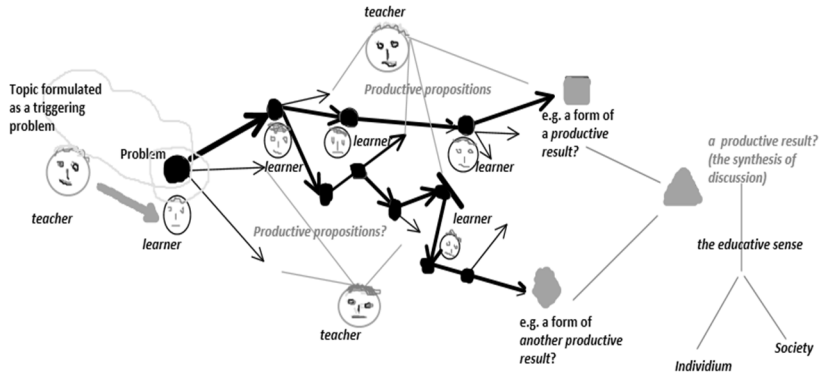 teacher
Topic formulated
as a triggering
problem
Productive propositions
Problem
teacher
learner
learner
learner
learner
e.g. a form of
a productive
result?
a productive result?
(the synthesis of
discussion)
learner
Productive propositions?
the educative sense
teacher
e.g. a form of
another productive
result?
Individium
Society